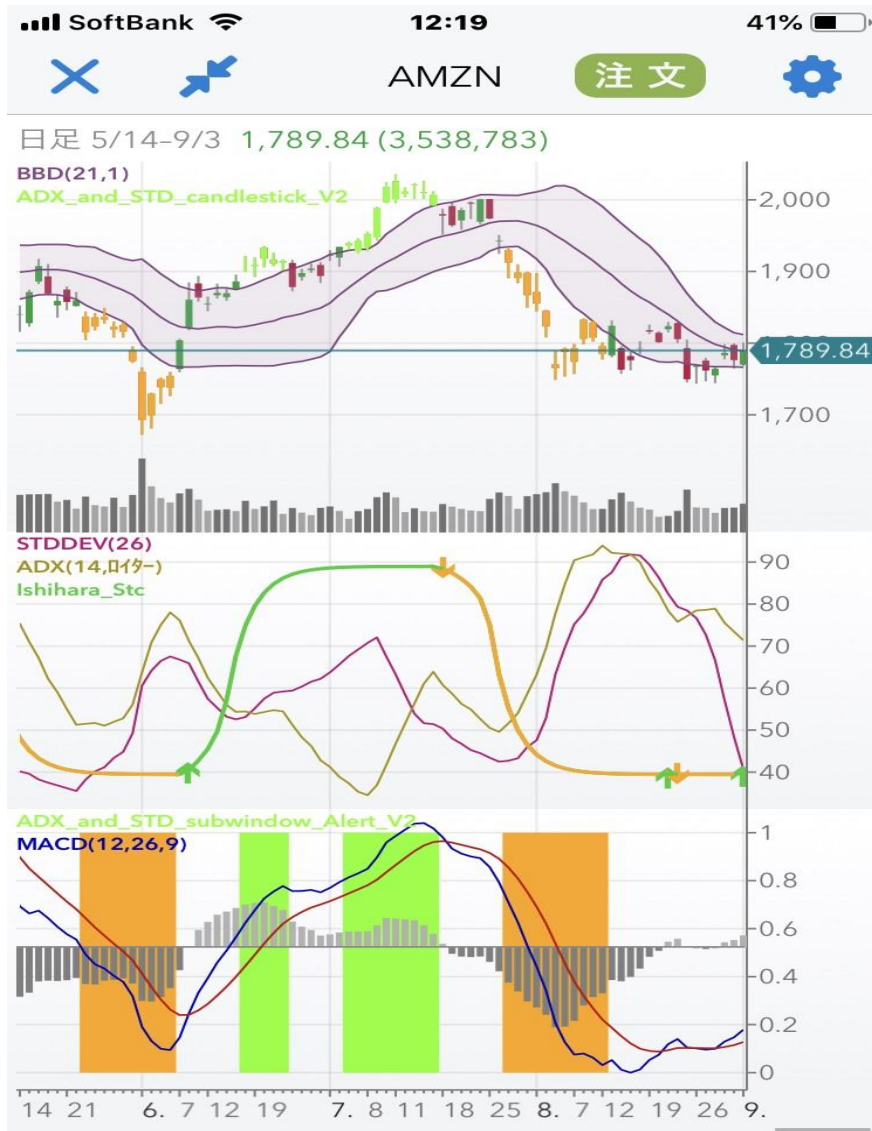 SoftBank 12:19 41%
AMZN 注文
日足 5/14-9/3 1,789.84 (3,538,783)
BBD(21,1)
ADX_and_STD_candlestick_V2
2,000
1,900
1,789.84
1,700
STDDEV(26)
ADX(14,ロイター)
Ishihara_Stc
90
80
70
60
50
40
ADX_and_STD_subwindow_Alert_V2
MACD(12,26,9)
1
0.8
0.6
0.4
0.2
0
14 21 6. 7 12 19 7. 8 11 18 25 8. 7 12 19 26 9.